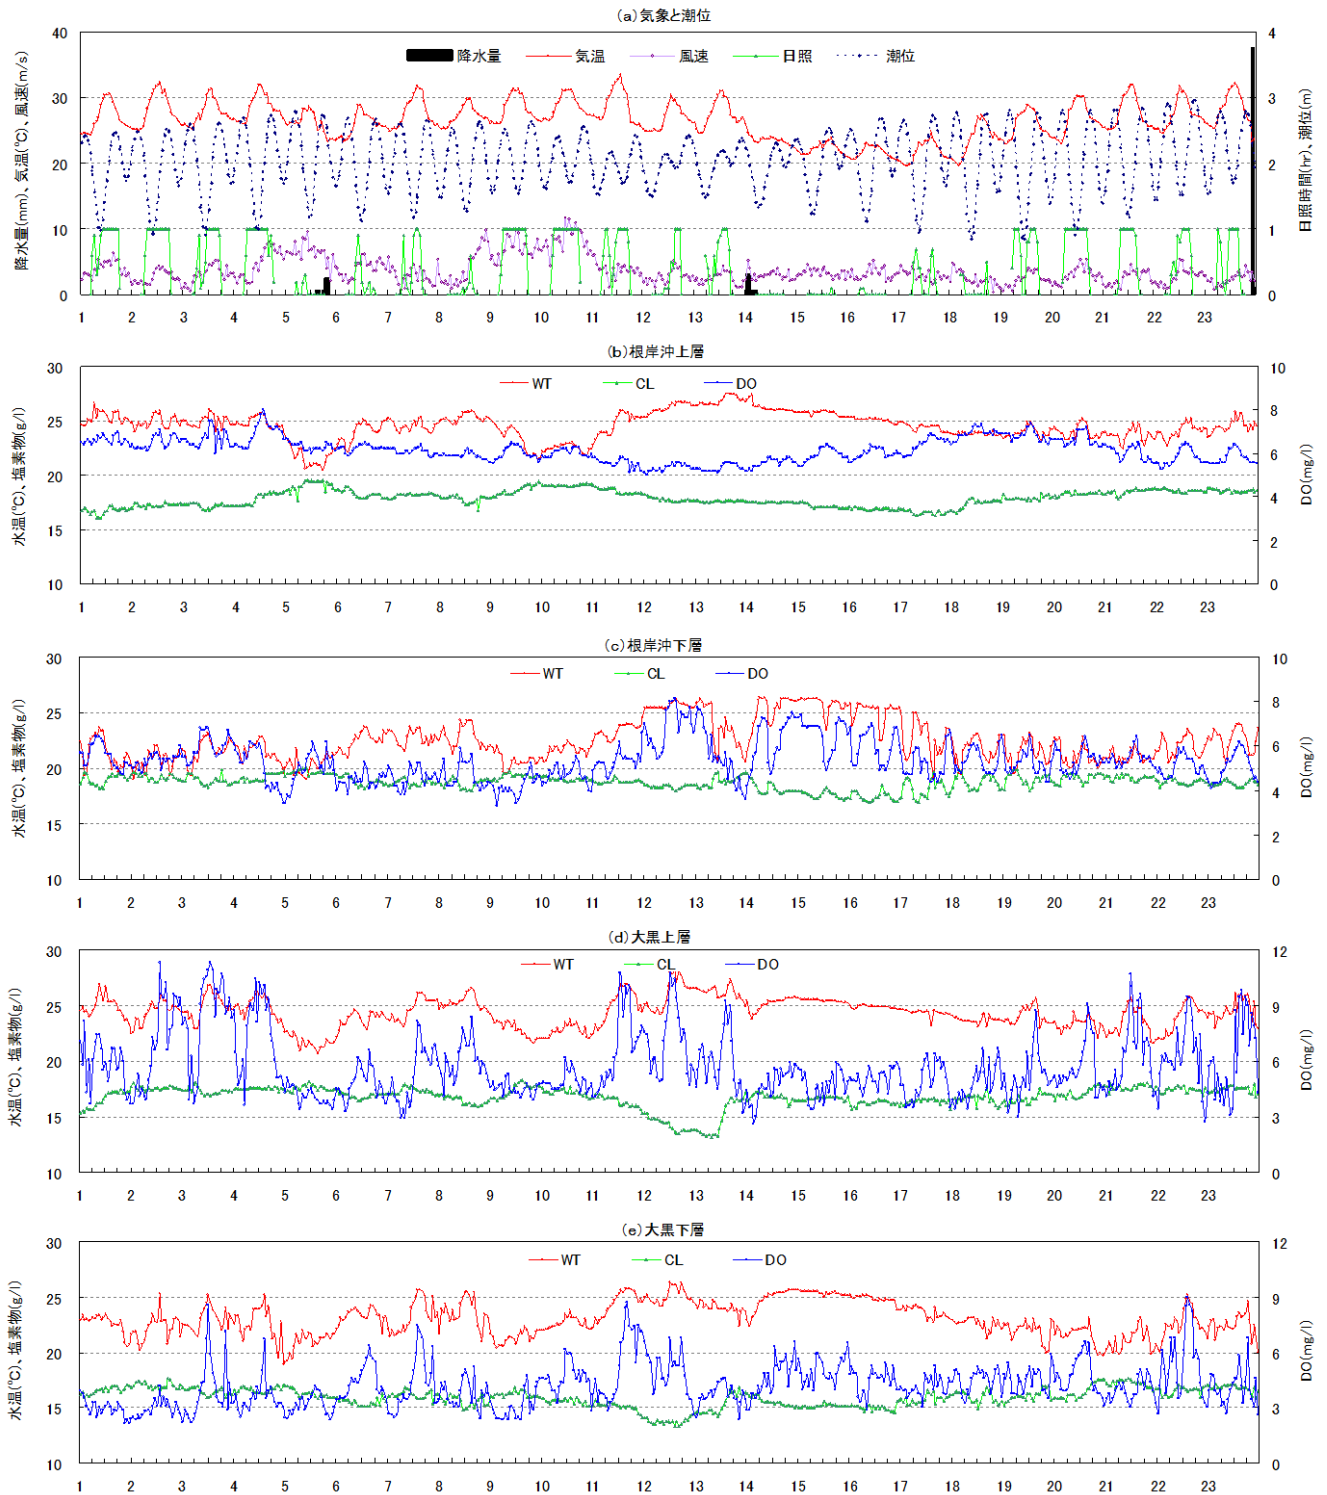 (a)気象と潮位
降水量(mm)、気温(℃)、風速(m/s)
40 30 20 10 0
降水量 気温 風速 日照 潮位
4 3 2 1 0
日照時間(hr)、潮位(m)
1 2 3 4 5 6 7 8 9 10 11 12 13 14 15 16 17 18 19 20 21 22 23
(b)根岸沖上層
水温(℃)、塩素物(g/l)
30 25 20 15 10
WT CL DO
10 8 6 4 2 0
DO(mg/l)
1 2 3 4 5 6 7 8 9 10 11 12 13 14 15 16 17 18 19 20 21 22 23
(c)根岸沖下層
水温(℃)、塩素物(g/l)
30 25 20 15 10
WT CL DO
10 8 6 4 2 0
DO(mg/l)
1 2 3 4 5 6 7 8 9 10 11 12 13 14 15 16 17 18 19 20 21 22 23
(d)大黒上層
水温(℃)、塩素物(g/l)
30 25 20 15 10
WT CL DO
12 9 6 3 0
DO(mg/l)
1 2 3 4 5 6 7 8 9 10 11 12 13 14 15 16 17 18 19 20 21 22 23
(e)大黒下層
水温(℃)、塩素物(g/l)
30 25 20 15 10
WT CL DO
12 9 6 3 0
DO(mg/l)
1 2 3 4 5 6 7 8 9 10 11 12 13 14 15 16 17 18 19 20 21 22 23